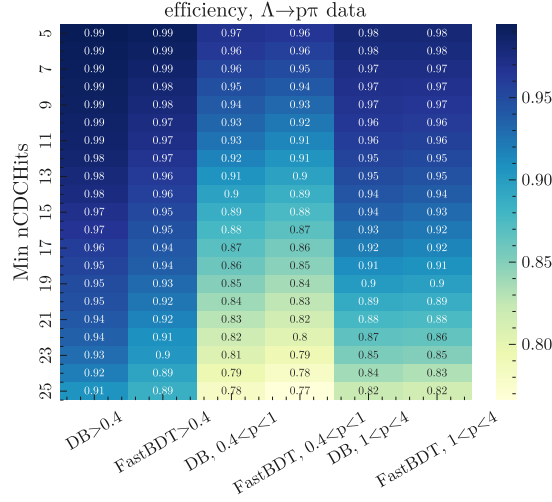 efficiency, Λ→pπ data
Min nCDCHits
5 0.99 0.99 0.97 0.96 0.98 0.98
0.99 0.99 0.96 0.96 0.98 0.98
7 0.99 0.99 0.96 0.95 0.97 0.97
0.99 0.98 0.95 0.94 0.97 0.97
9 0.99 0.98 0.94 0.93 0.97 0.97
0.99 0.97 0.93 0.92 0.96 0.96
11 0.99 0.97 0.93 0.91 0.96 0.96
0.98 0.97 0.92 0.91 0.95 0.95
13 0.98 0.96 0.91 0.9 0.95 0.95
0.98 0.96 0.9 0.89 0.94 0.94
15 0.97 0.95 0.89 0.88 0.94 0.93
0.97 0.95 0.88 0.87 0.93 0.92
17 0.96 0.94 0.87 0.86 0.92 0.92
0.95 0.94 0.86 0.85 0.91 0.91
19 0.95 0.93 0.85 0.84 0.9 0.9
0.95 0.92 0.84 0.83 0.89 0.89
21 0.94 0.92 0.83 0.82 0.88 0.88
0.94 0.91 0.82 0.8 0.87 0.86
23 0.93 0.9 0.81 0.79 0.85 0.85
0.92 0.89 0.79 0.78 0.84 0.83
25 0.91 0.89 0.78 0.77 0.82 0.82
DB>0.4
FastBDT>0.4
DB, 0.4<p<1
FastBDT, 0.4<p<1
DB, 1<p<4
FastBDT, 1<p<4
0.95
0.90
0.85
0.80